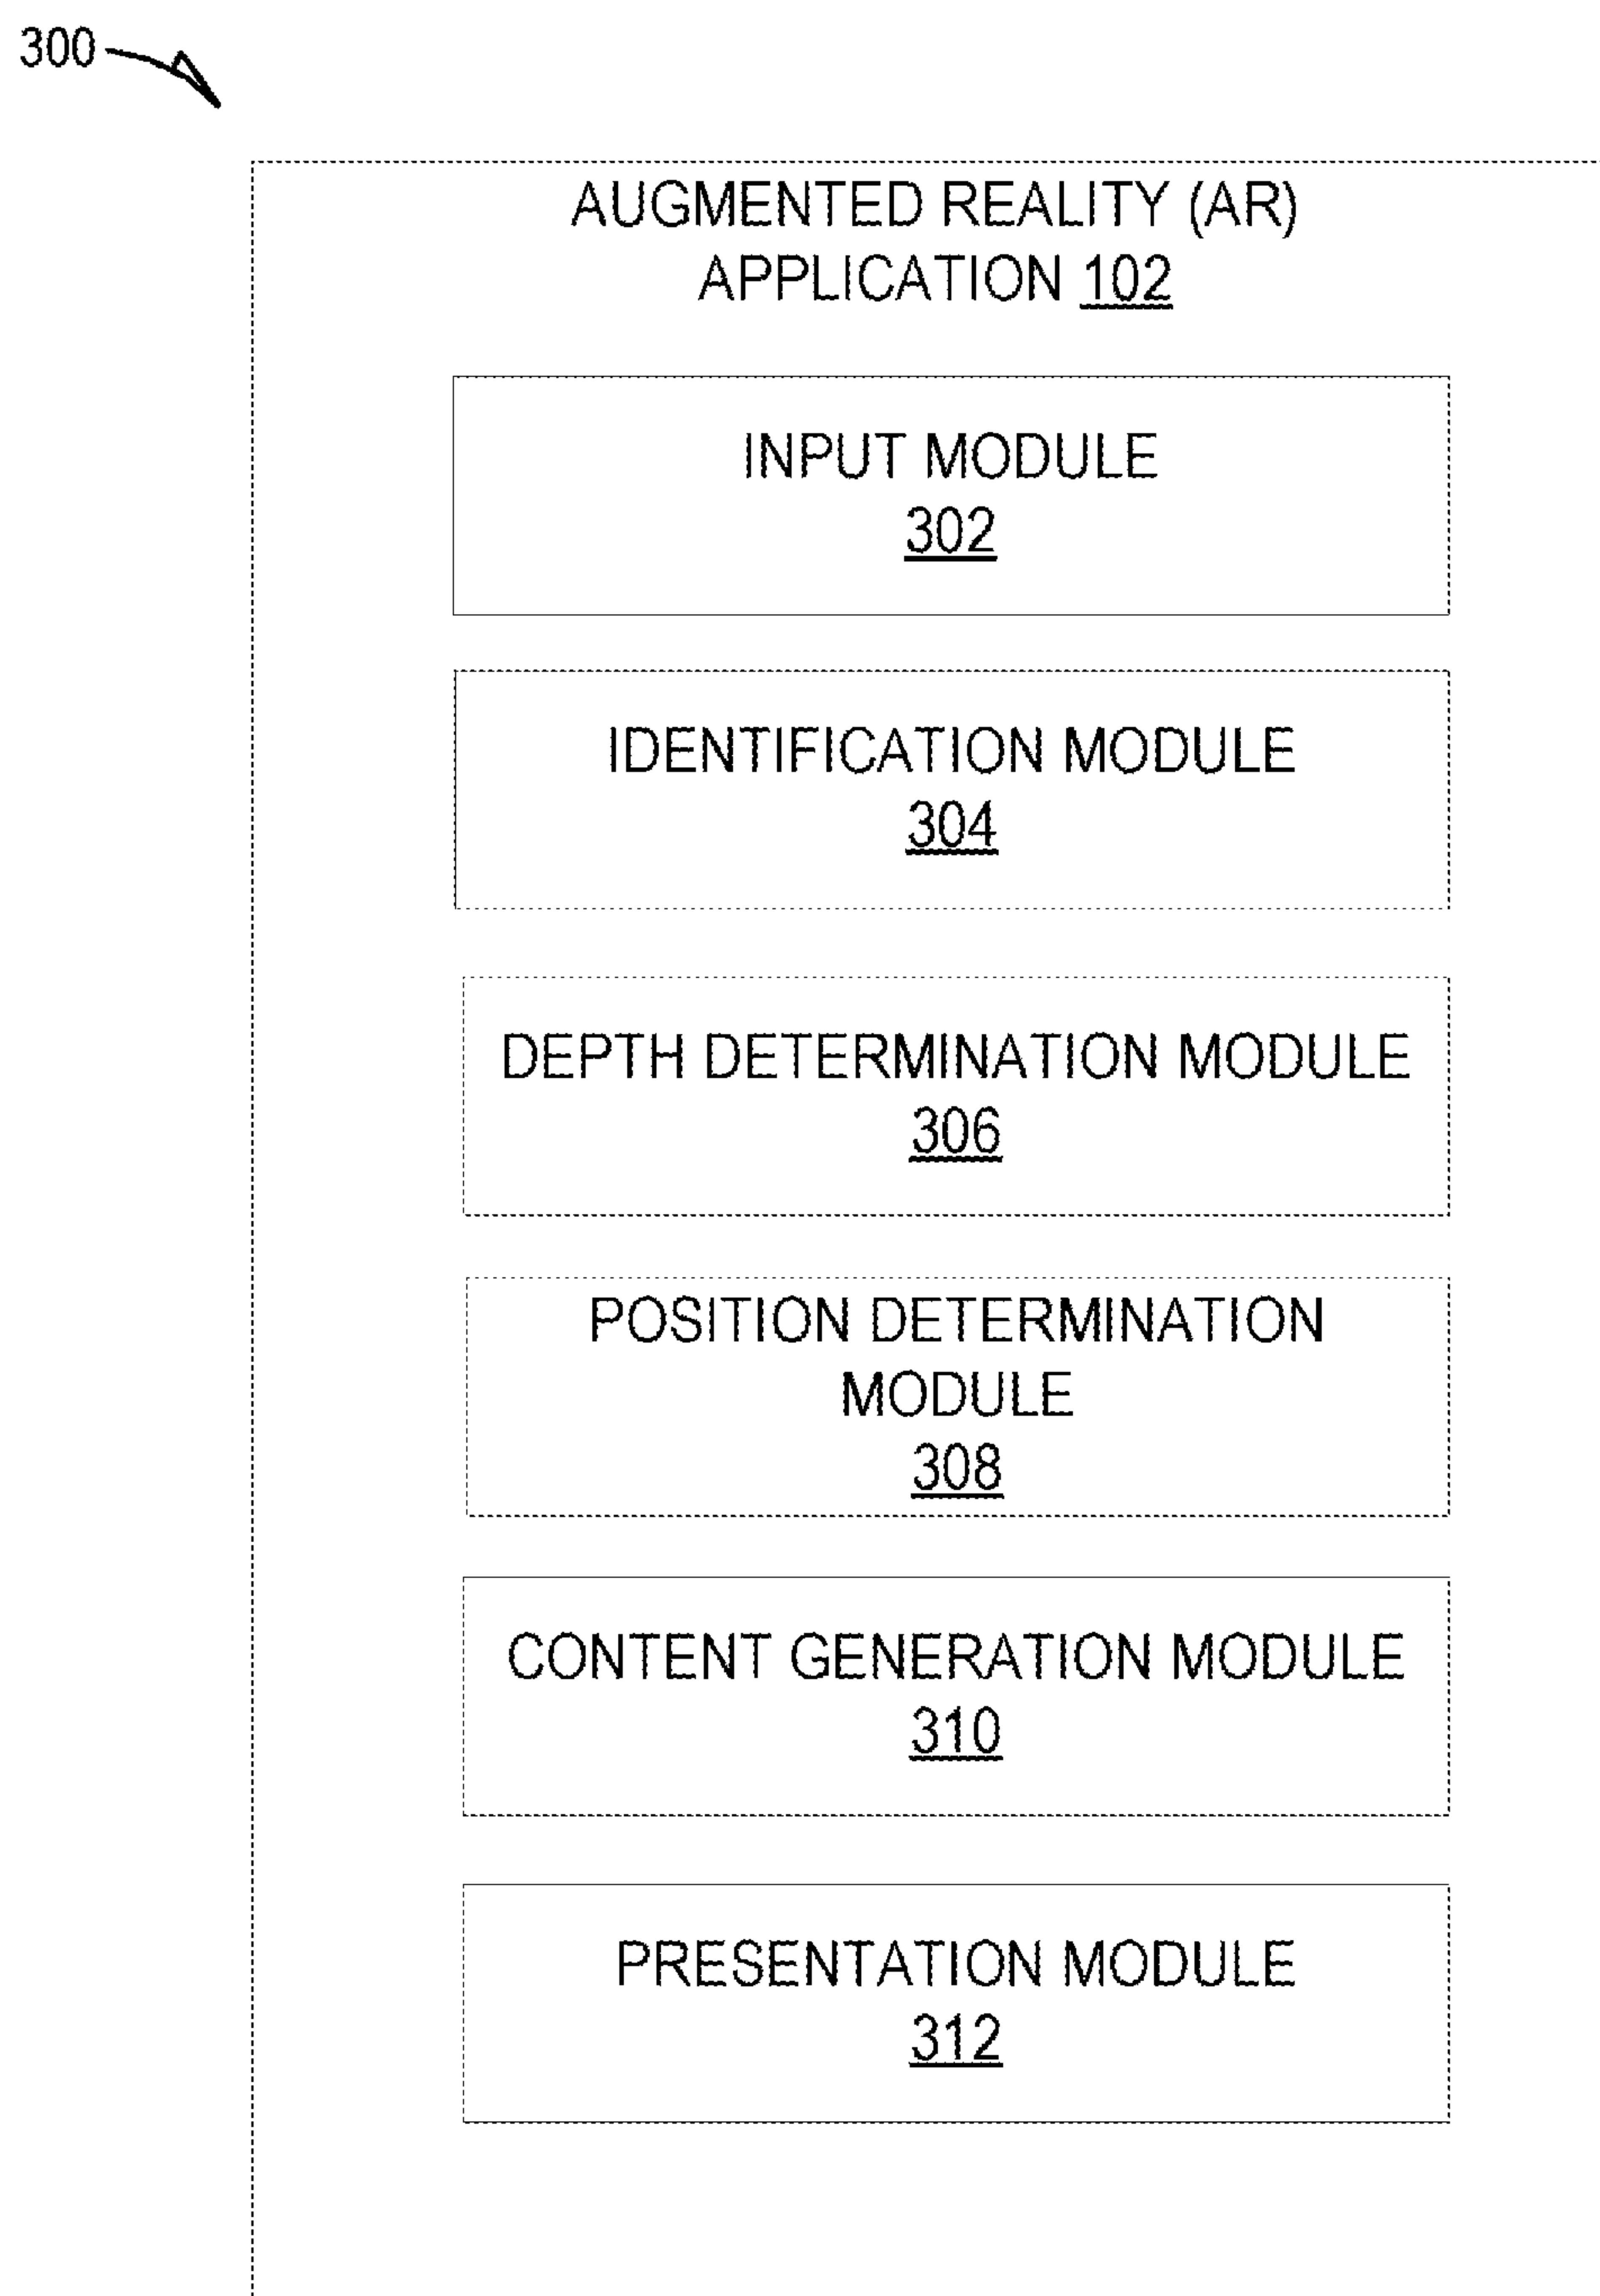 300
AUGMENTED REALITY (AR)
APPLICATION 102
INPUT MODULE
302
IDENTIFICATION MODULE
304
DEPTH DETERMINATION MODULE
306
POSITION DETERMINATION
MODULE
308
CONTENT GENERATION MODULE
310
PRESENTATION MODULE
312